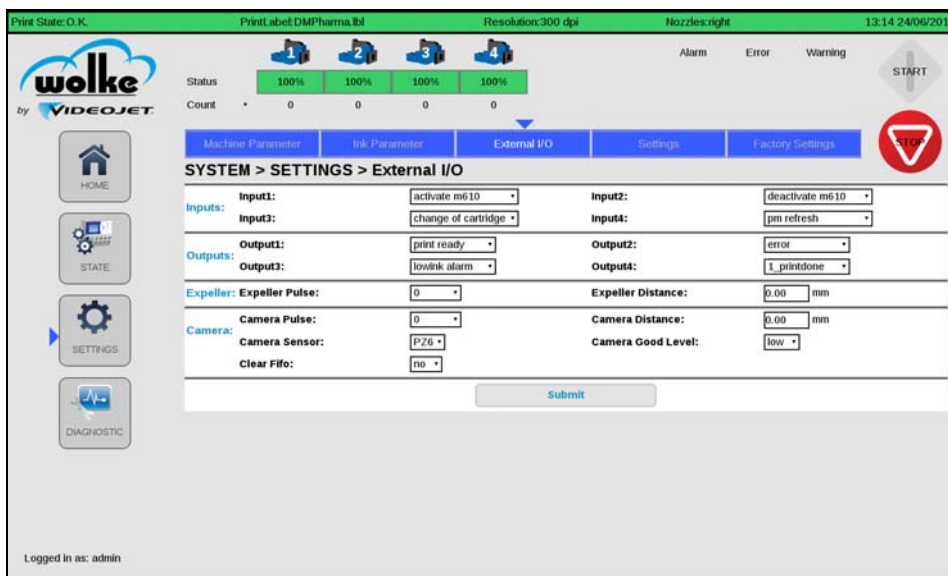 Print State: O.K. PrintLabel:DMPharma.lbl Resolution:300 dpi Nozzles:right 13:14 24/06/201
wolke
by VIDEOJET.
1 2 3 4
Alarm Error Warning
START
Status 100% 100% 100% 100%
Count 0 0 0 0
STOP
Machine Parameter Ink Parameter External I/O Settings Factory Settings
HOME
SYSTEM > SETTINGS > External I/O
Inputs:
Input1: activate m610 Input2: deactivate m610
Input3: change of cartridge Input4: pm refresh
STATE
Outputs:
Output1: print ready Output2: error
Output3: lowink alarm Output4: 1_printdone
Expeller: Expeller Pulse: 0 Expeller Distance: 0.00 mm
SETTINGS
Camera:
Camera Pulse: 0 Camera Distance: 0.00 mm
Camera Sensor: PZ6 Camera Good Level: low
Clear Fifo: no
Submit
DIAGNOSTIC
Logged in as: admin